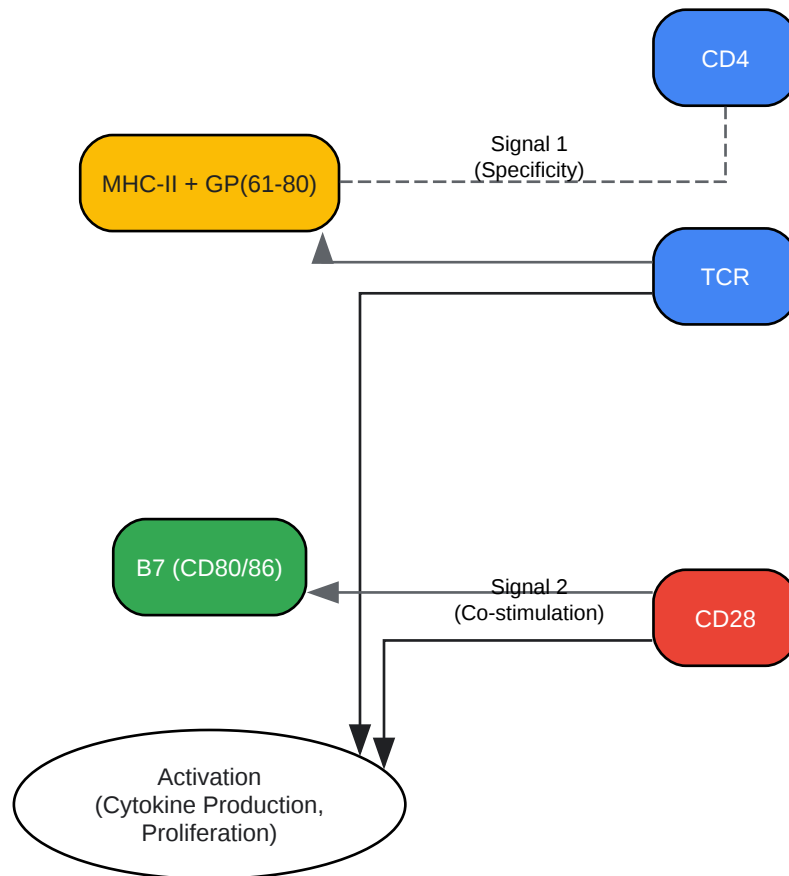 CD4
Signal 1
(Specificity)
MHC-II + GP(61-80)
TCR
B7 (CD80/86)
Signal 2
(Co-stimulation)
CD28
Activation
(Cytokine Production,
Proliferation)